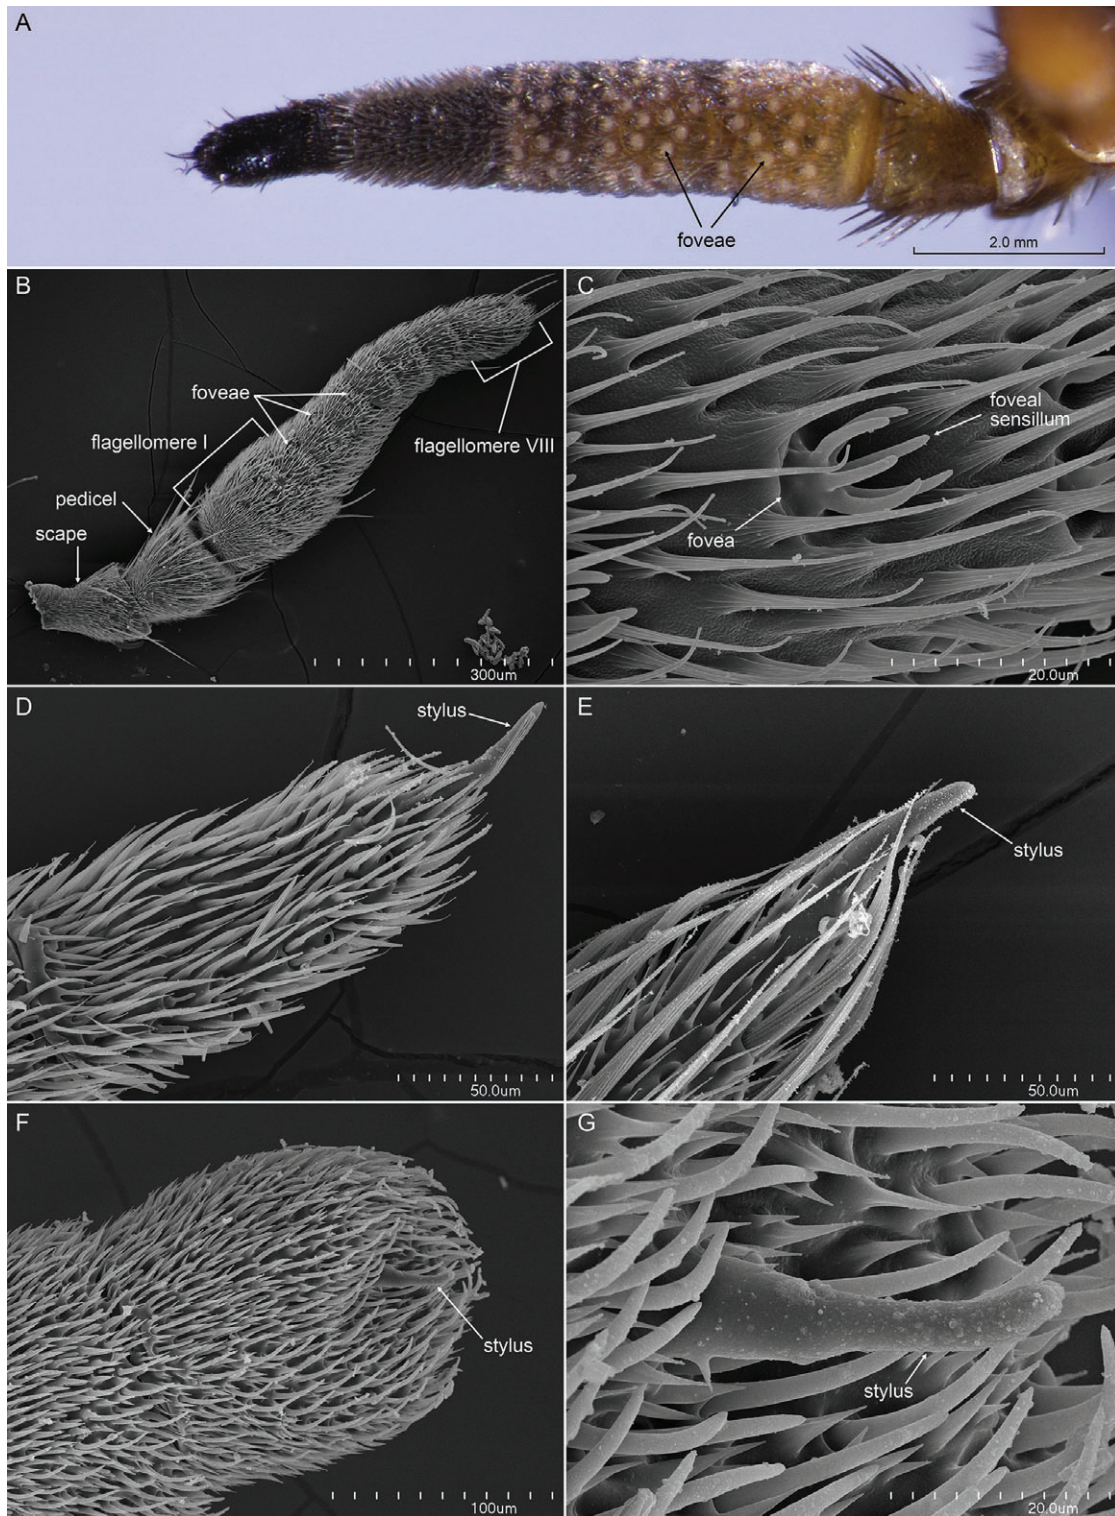 A
foveae
2.0 mm
B
foveae
flagellomere I
flagellomere VIII
pedicel
scape
300um
C
foveal
sensillum
fovea
20.0um
D
stylus
50.0um
E
stylus
50.0um
F
stylus
100um
G
stylus
20.0um